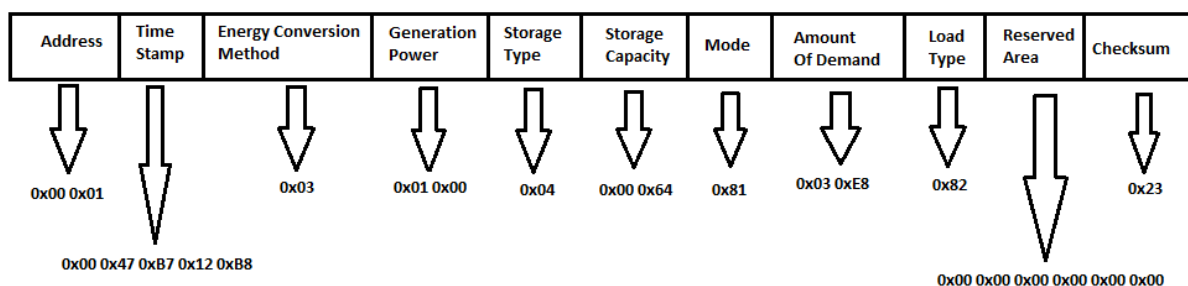 Address
Time
Stamp
Energy Conversion
Method
Generation
Power
Storage
Type
Storage
Capacity
Mode
Amount
Of Demand
Load
Type
Reserved
Area
Checksum
0x00 0x01
0x03
0x01 0x00
0x04
0x00 0x64
0x81
0x03 0xE8
0x82
0x23
0x00 0x47 0xB7 0x12 0xB8
0x00 0x00 0x00 0x00 0x00 0x00